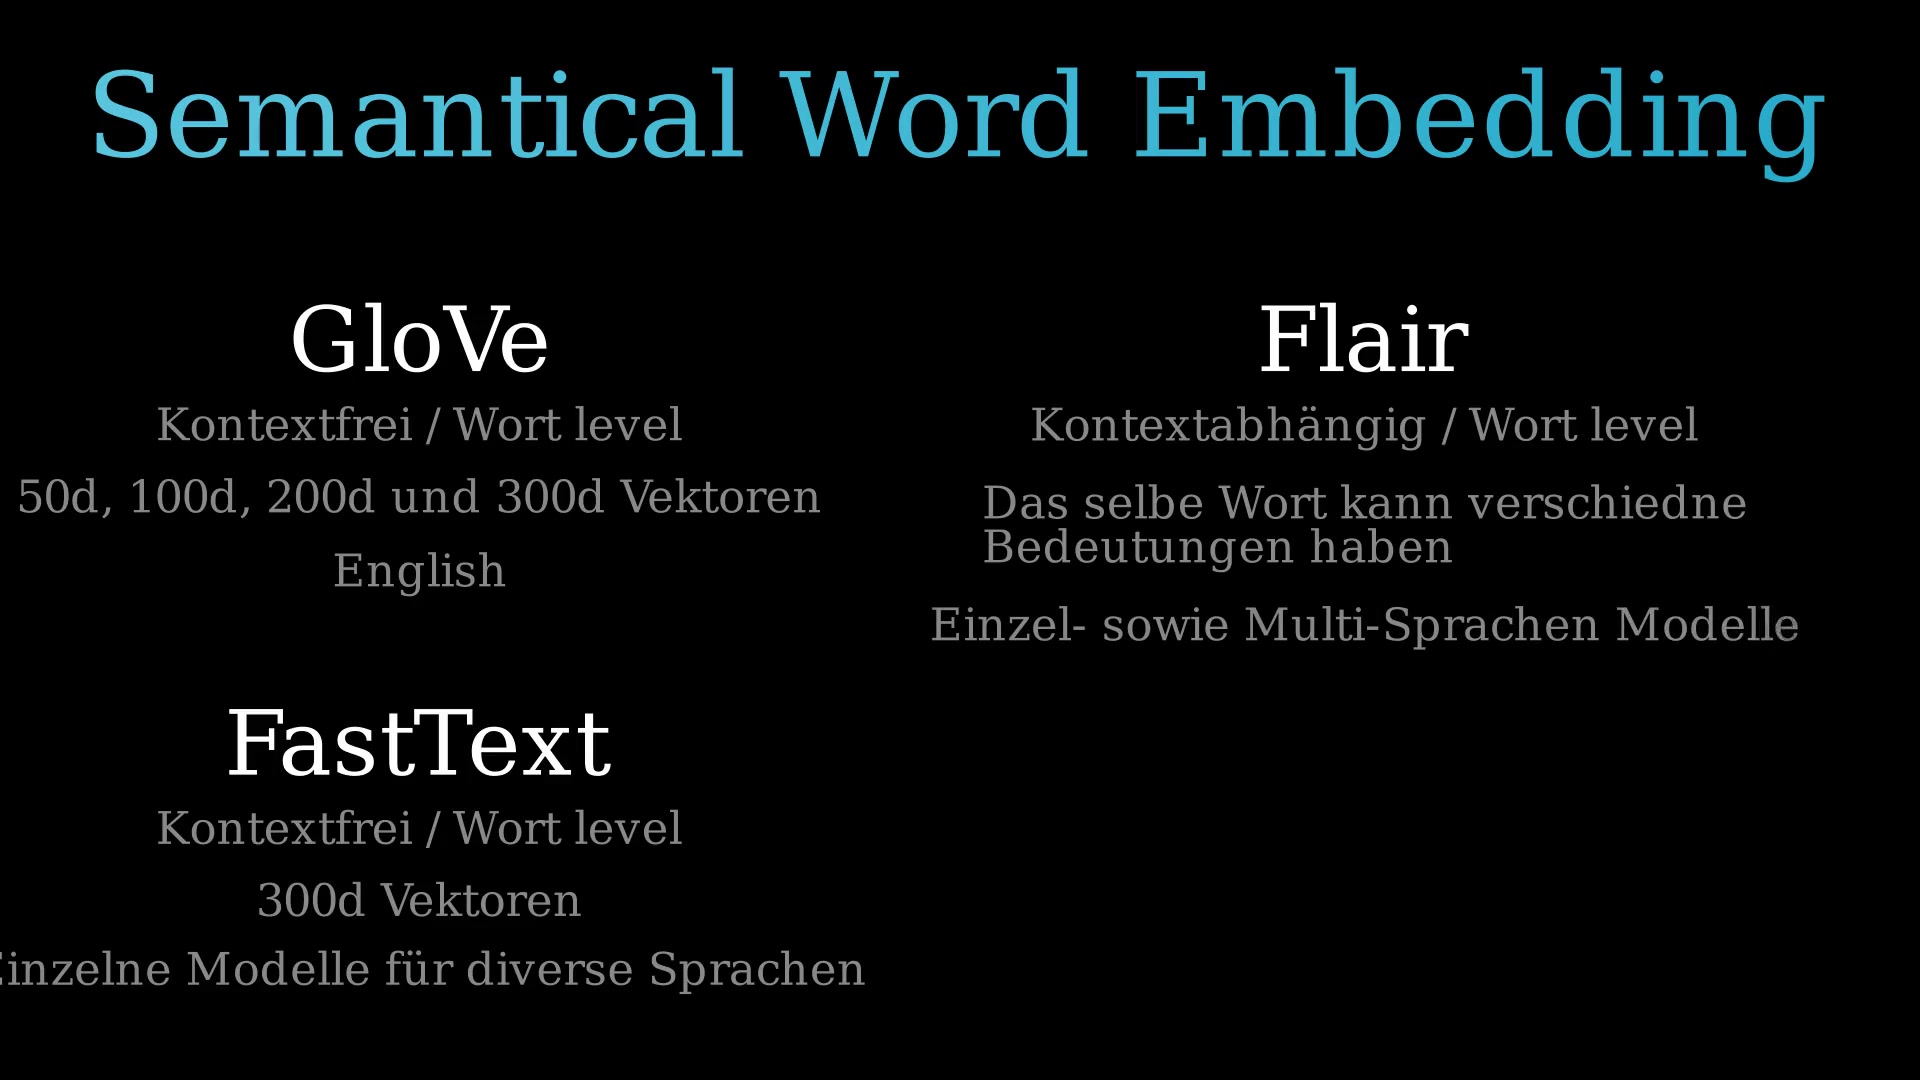 Semantical Word Embedding
GloVe
Kontextfrei / Wort level
50d, 100d, 200d und 300d Vektoren
English
Flair
Kontextabhängig / Wort level
Das selbe Wort kann verschiedne
Bedeutungen haben
Einzel- sowie Multi-Sprachen Modelle
FastText
Kontextfrei / Wort level
300d Vektoren
Einzelne Modelle für diverse Sprachen